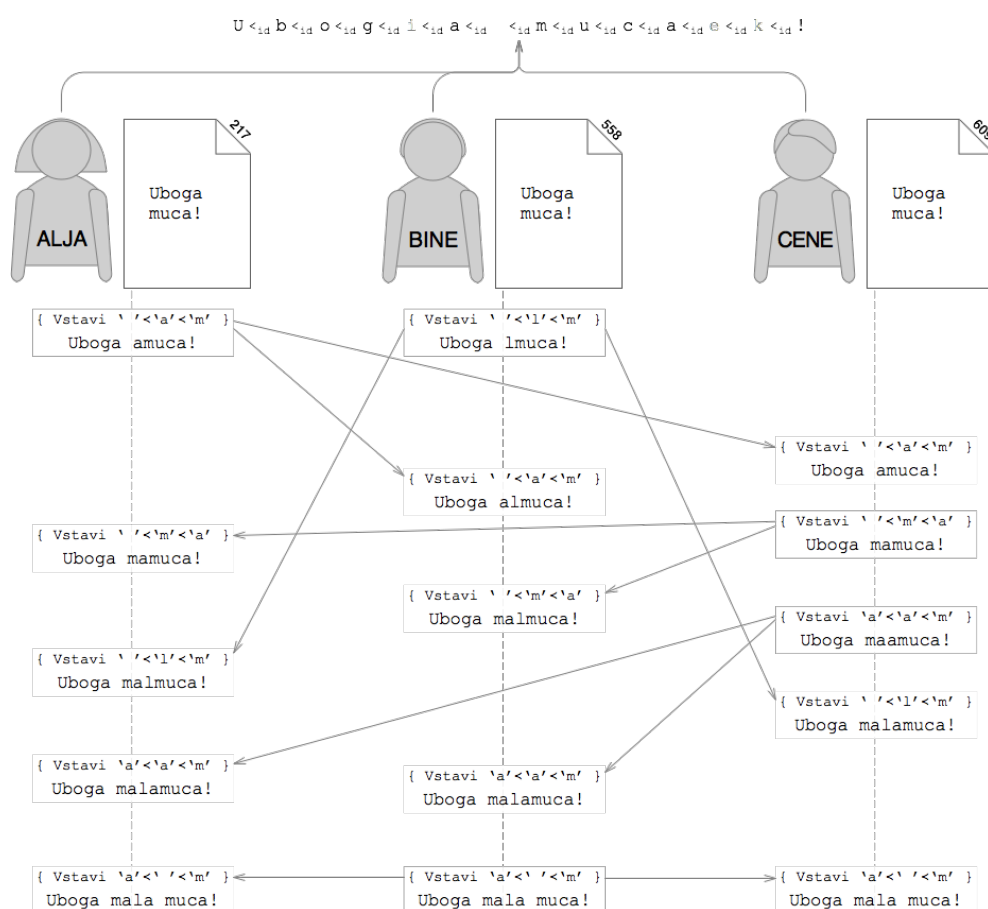 U <id b <id o <id g <id i <id a <id   <id m <id u <id c <id a <id e <id k <id !
217
558
609
Uboga
muca!
Uboga
muca!
Uboga
muca!
ALJA
BINE
CENE
{ Vstavi ‘ ’<‘a’<‘m’ }
Uboga amuca!
{ Vstavi ‘ ’<‘l’<‘m’ }
Uboga lmuca!
{ Vstavi ‘ ’<‘a’<‘m’ }
Uboga amuca!
{ Vstavi ‘ ’<‘a’<‘m’ }
Uboga almuca!
{ Vstavi ‘ ’<‘m’<‘a’ }
Uboga mamuca!
{ Vstavi ‘ ’<‘m’<‘a’ }
Uboga mamuca!
{ Vstavi ‘ ’<‘m’<‘a’ }
Uboga malmuca!
{ Vstavi ‘a’<‘a’<‘m’ }
Uboga maamuca!
{ Vstavi ‘ ’<‘l’<‘m’ }
Uboga malmuca!
{ Vstavi ‘ ’<‘l’<‘m’ }
Uboga malamuca!
{ Vstavi ‘a’<‘a’<‘m’ }
Uboga malamuca!
{ Vstavi ‘a’<‘a’<‘m’ }
Uboga malamuca!
{ Vstavi ‘a’<‘ ’<‘m’ }
Uboga mala muca!
{ Vstavi ‘a’<‘ ’<‘m’ }
Uboga mala muca!
{ Vstavi ‘a’<‘ ’<‘m’ }
Uboga mala muca!